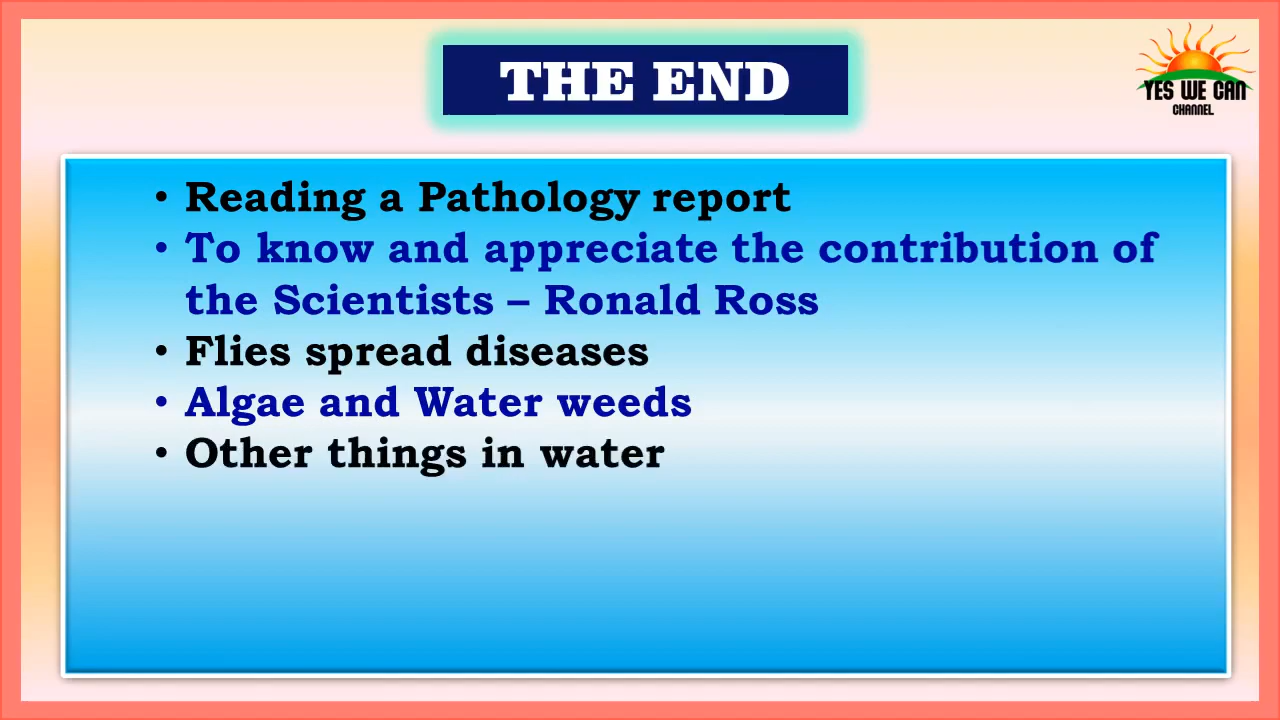 THE END
YES WE CAN
CHANNEL
• Reading a Pathology report
• To know and appreciate the contribution of
the Scientists – Ronald Ross
• Flies spread diseases
• Algae and Water weeds
• Other things in water